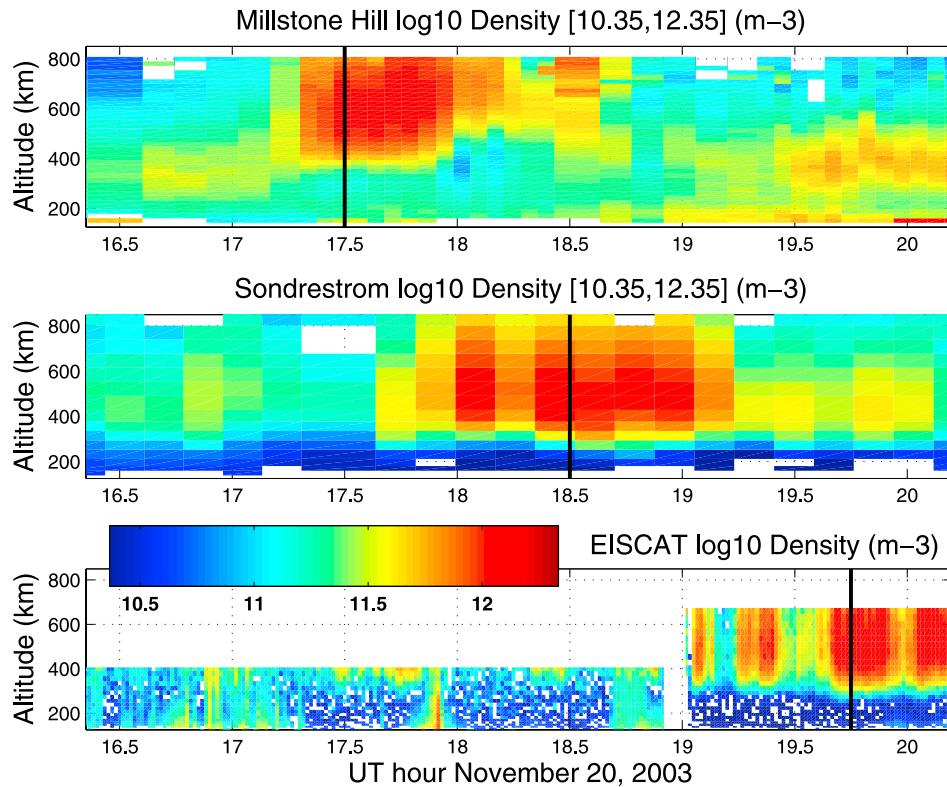 Millstone Hill log10 Density [10.35,12.35] (m−3)
Altitude (km)
800
600
400
200
16.5 17 17.5 18 18.5 19 19.5 20
Sondrestrom log10 Density [10.35,12.35] (m−3)
Altitude (km)
800
600
400
200
16.5 17 17.5 18 18.5 19 19.5 20
EISCAT log10 Density (m−3)
10.5 11 11.5 12
Altitude (km)
800
600
400
200
16.5 17 17.5 18 18.5 19 19.5 20
UT hour November 20, 2003